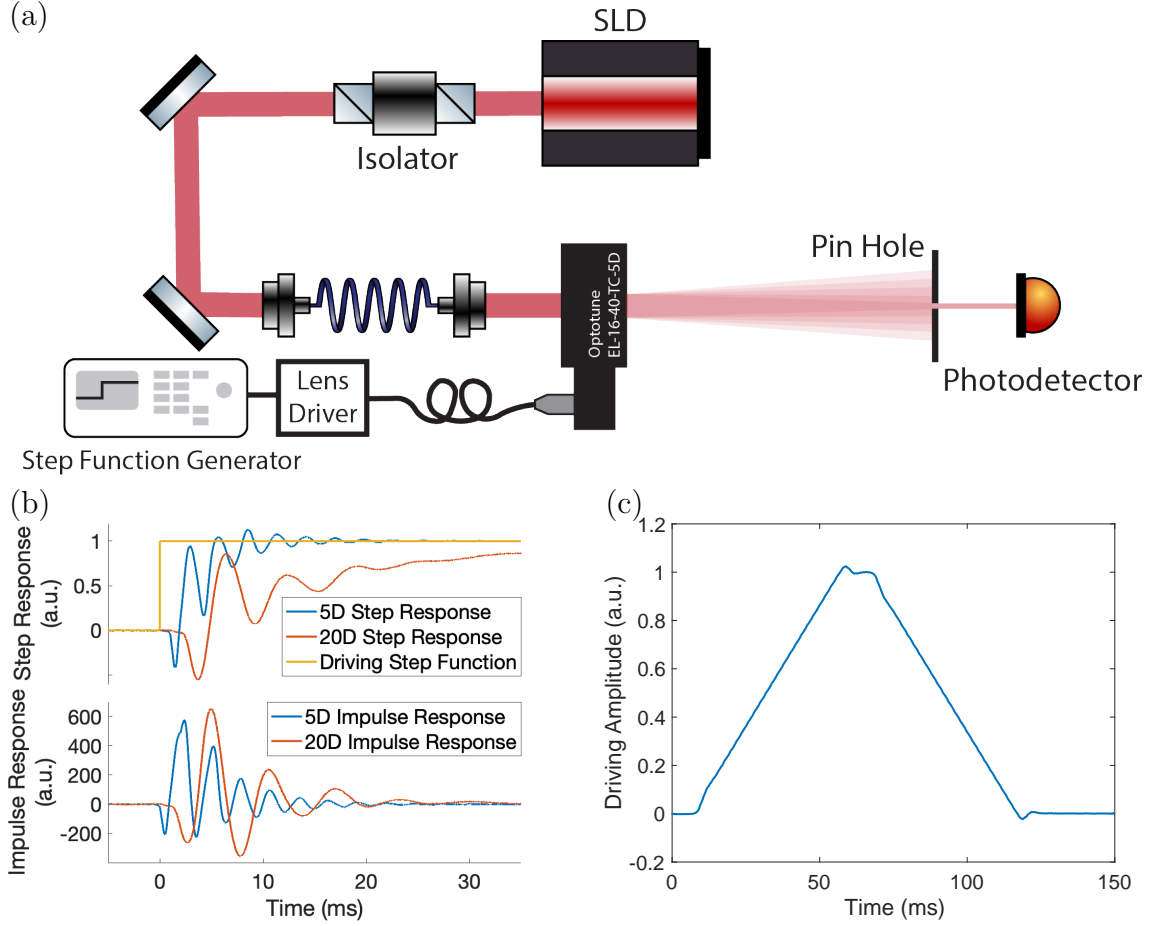 (a)
SLD
Isolator
Pin Hole
Optotune
EL-16-40-TC-5D
Photodetector
Lens
Driver
Step Function Generator
(b)
Step Response
(a.u.)
1
0.5
0
5D Step Response
20D Step Response
Driving Step Function
Impulse Response
(a.u.)
600
400
200
0
-200
5D Impulse Response
20D Impulse Response
0 10 20 30
Time (ms)
(c)
Driving Amplitude (a.u.)
1.2
1
0.8
0.6
0.4
0.2
0
-0.2
0 50 100 150
Time (ms)